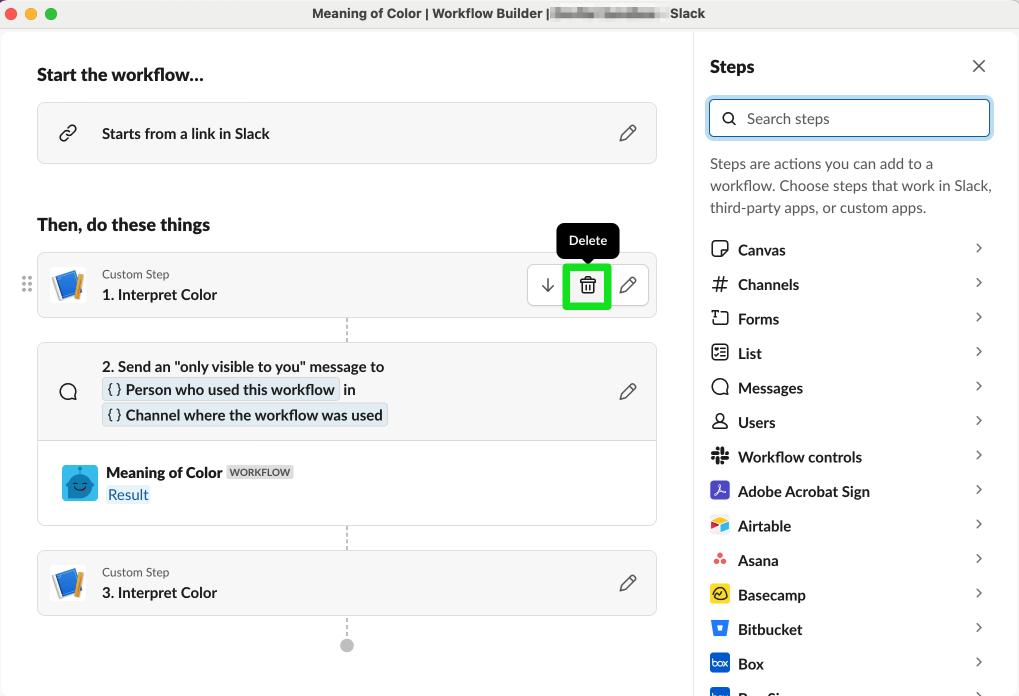 Meaning of Color | Workflow Builder | Slack
Start the workflow...
Starts from a link in Slack
Then, do these things
Delete
Custom Step
1. Interpret Color
2. Send an "only visible to you" message to
{ } Person who used this workflow in
{ } Channel where the workflow was used
Meaning of Color WORKFLOW
Result
Custom Step
3. Interpret Color
Steps
Search steps
Steps are actions you can add to a
workflow. Choose steps that work in Slack,
third-party apps, or custom apps.
Canvas
Channels
Forms
List
Messages
Users
Workflow controls
Adobe Acrobat Sign
Airtable
Asana
Basecamp
Bitbucket
box Box